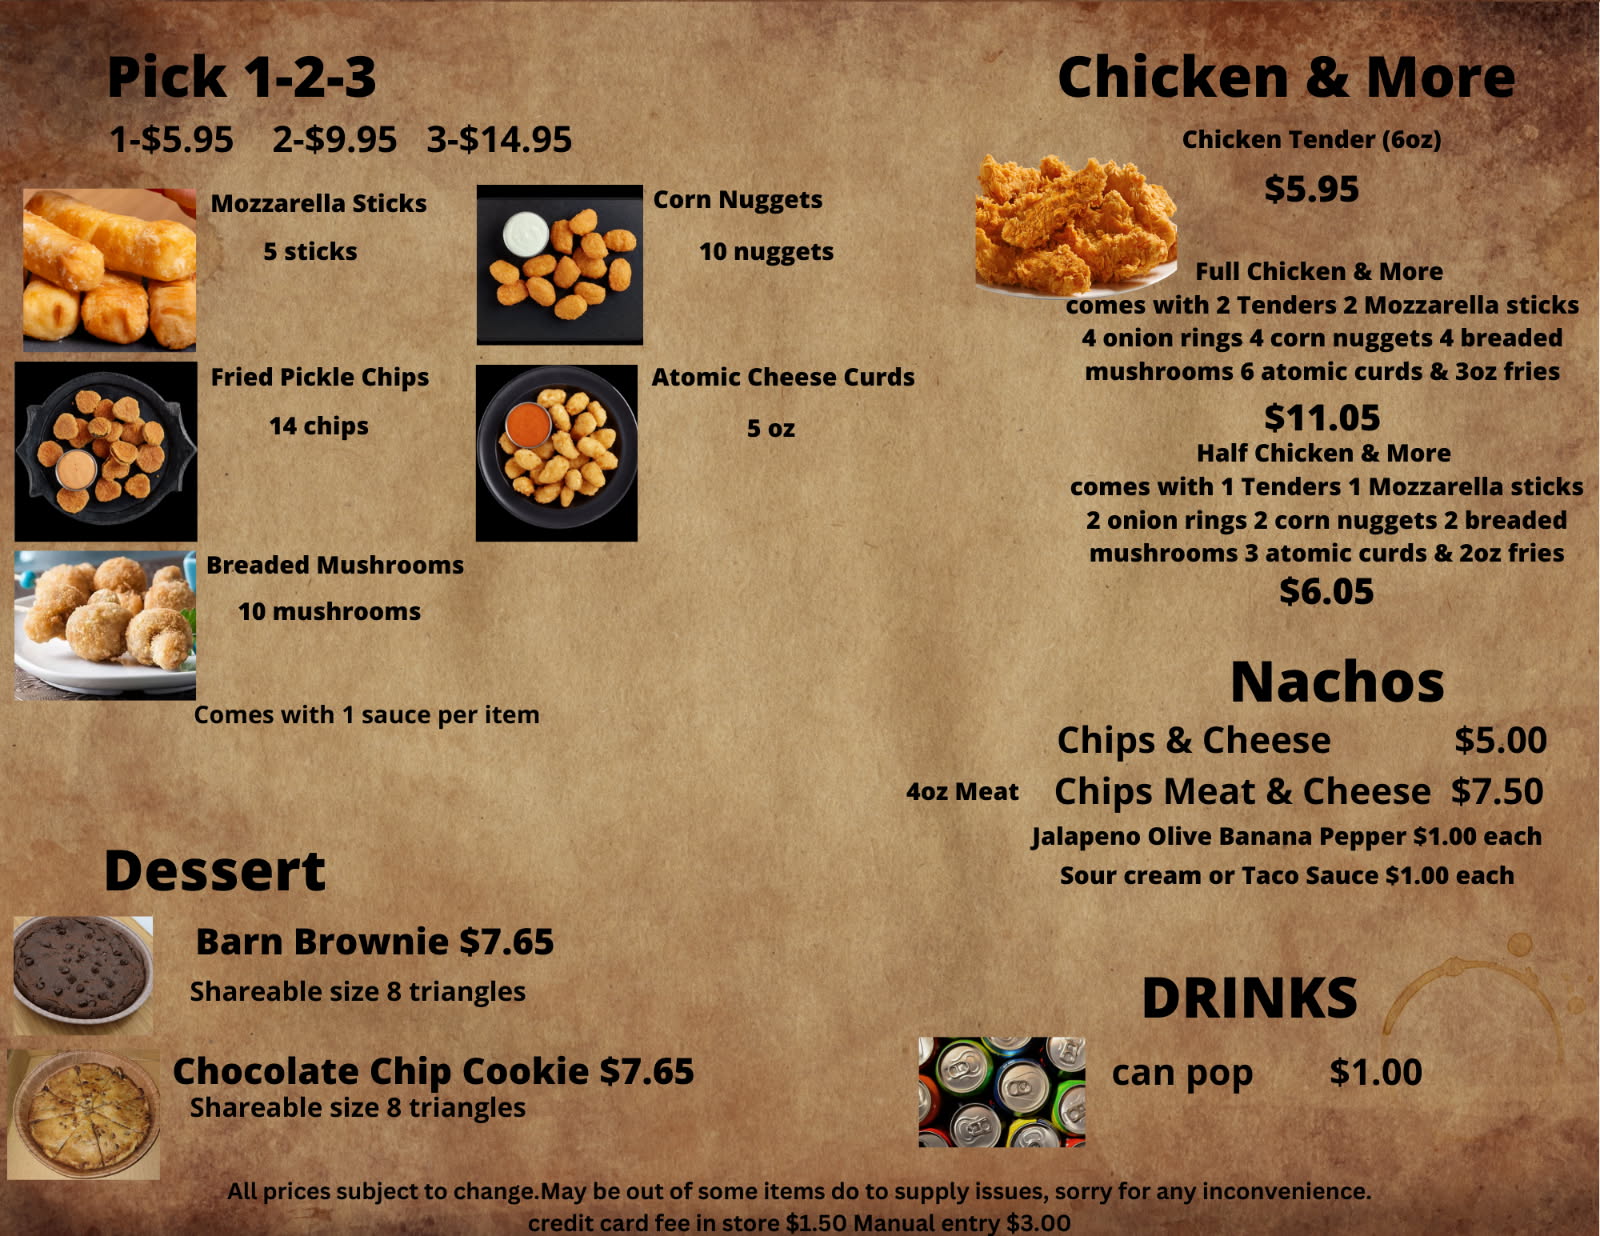 Pick 1-2-3
1-$5.95 2-$9.95 3-$14.95
Mozzarella Sticks
5 sticks
Corn Nuggets
10 nuggets
Fried Pickle Chips
14 chips
Atomic Cheese Curds
5 oz
Breaded Mushrooms
10 mushrooms
Comes with 1 sauce per item
Dessert
Barn Brownie $7.65
Shareable size 8 triangles
Chocolate Chip Cookie $7.65
Shareable size 8 triangles
Chicken & More
Chicken Tender (6oz)
$5.95
Full Chicken & More
comes with 2 Tenders 2 Mozzarella sticks
4 onion rings 4 corn nuggets 4 breaded
mushrooms 6 atomic curds & 3oz fries
$11.05
Half Chicken & More
comes with 1 Tenders 1 Mozzarella sticks
2 onion rings 2 corn nuggets 2 breaded
mushrooms 3 atomic curds & 2oz fries
$6.05
Nachos
Chips & Cheese $5.00
4oz Meat Chips Meat & Cheese $7.50
Jalapeno Olive Banana Pepper $1.00 each
Sour cream or Taco Sauce $1.00 each
DRINKS
can pop $1.00
All prices subject to change.May be out of some items do to supply issues, sorry for any inconvenience.
credit card fee in store $1.50 Manual entry $3.00